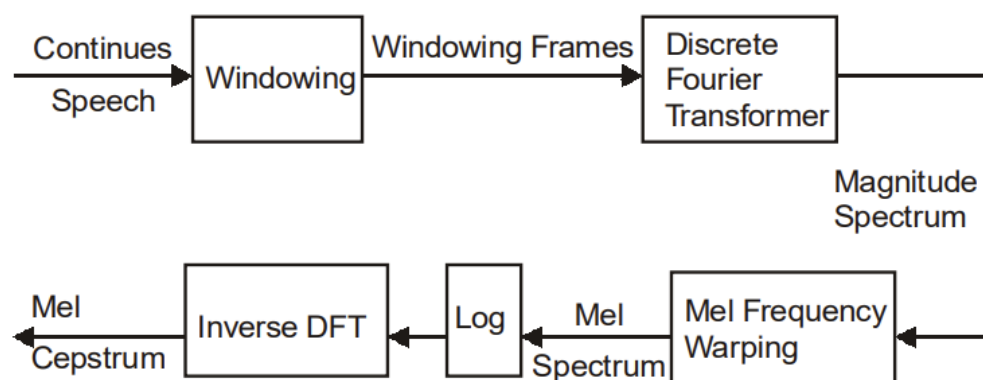 Continues
Speech
Windowing
Windowing Frames
Discrete
Fourier
Transformer
Magnitude
Spectrum
Mel Frequency
Warping
Mel
Spectrum
Log
Inverse DFT
Mel
Cepstrum